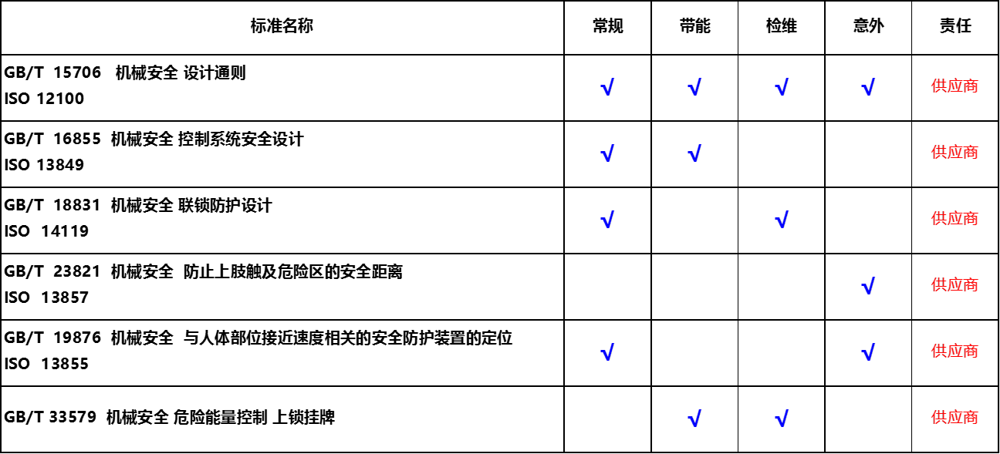 标准名称 常规 带能 检维 意外 责任
GB/T 15706 机械安全 设计通则
ISO 12100
√ √ √ √ 供应商
GB/T 16855 机械安全 控制系统安全设计
ISO 13849
√ √ 供应商
GB/T 18831 机械安全 联锁防护设计
ISO 14119
√ √ 供应商
GB/T 23821 机械安全 防止上肢触及危险区的安全距离
ISO 13857
√ 供应商
GB/T 19876 机械安全 与人体部位接近速度相关的安全防护装置的定位
ISO 13855
√ √ 供应商
GB/T 33579 机械安全 危险能量控制 上锁挂牌 √ √ 供应商